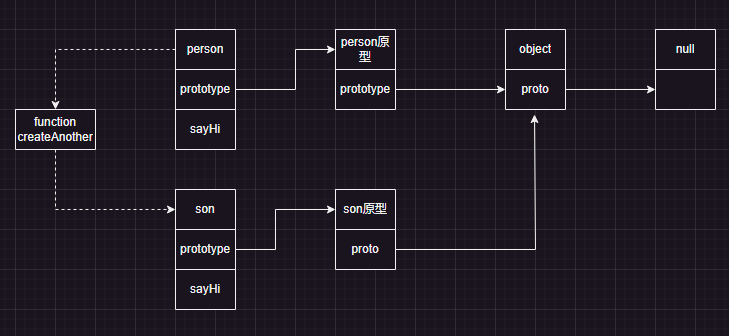 person
prototype
sayHi
person原
型
prototype
object
proto
null
function
createAnother
son
prototype
sayHi
son原型
proto